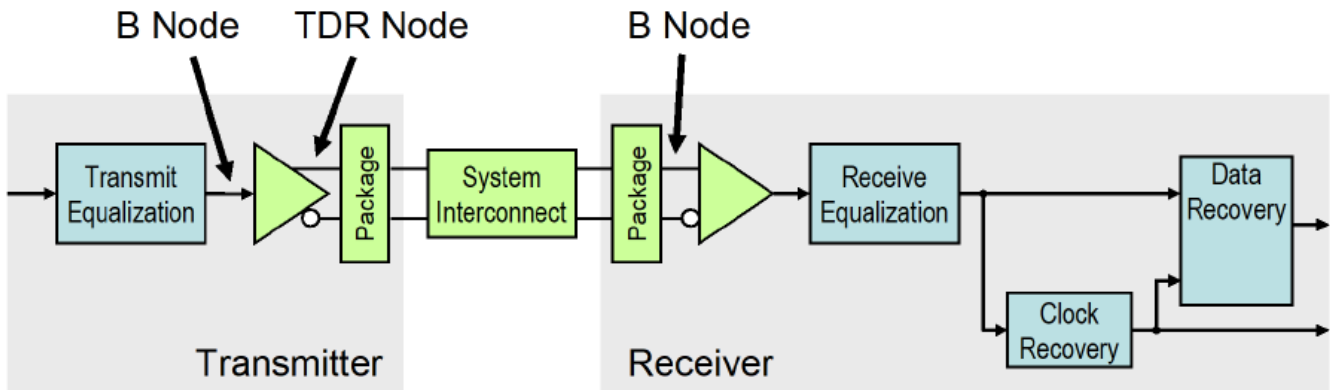 B Node
TDR Node
B Node
Transmit
Equalization
Package
System
Interconnect
Package
Receive
Equalization
Data
Recovery
Clock
Recovery
Transmitter
Receiver